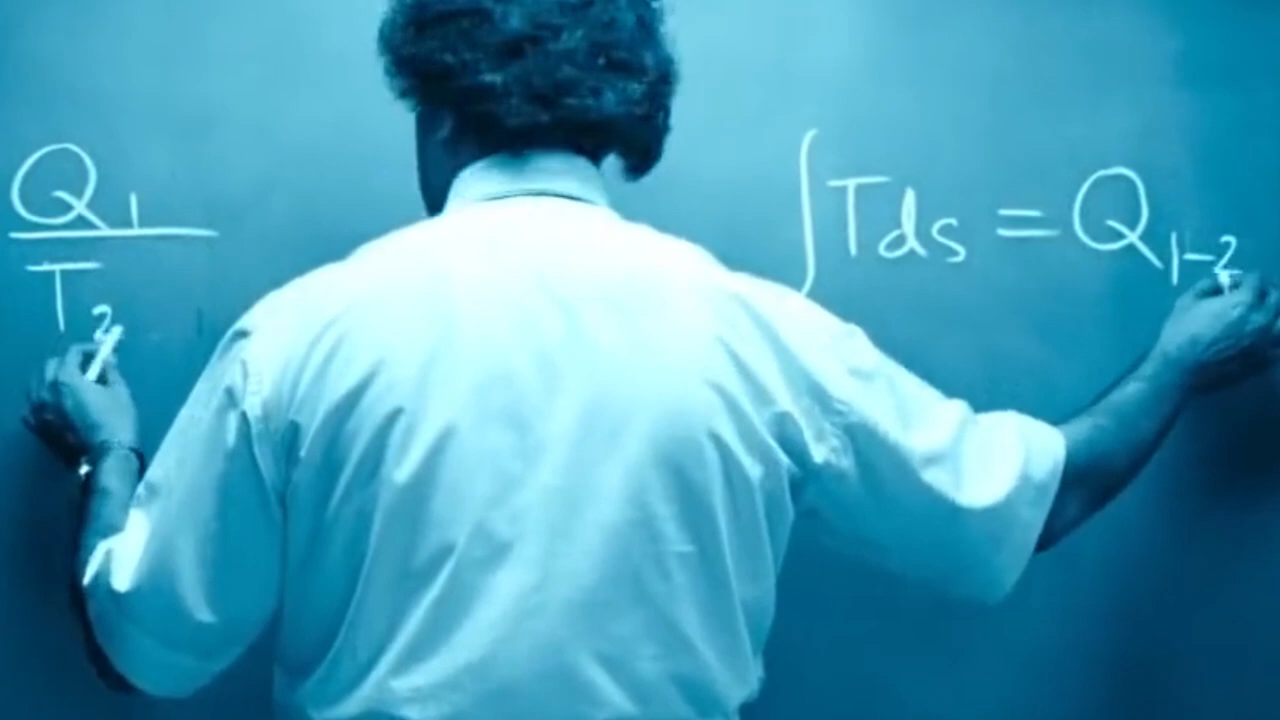 Q₁
T₂
∫Tds = Q₁₋₂